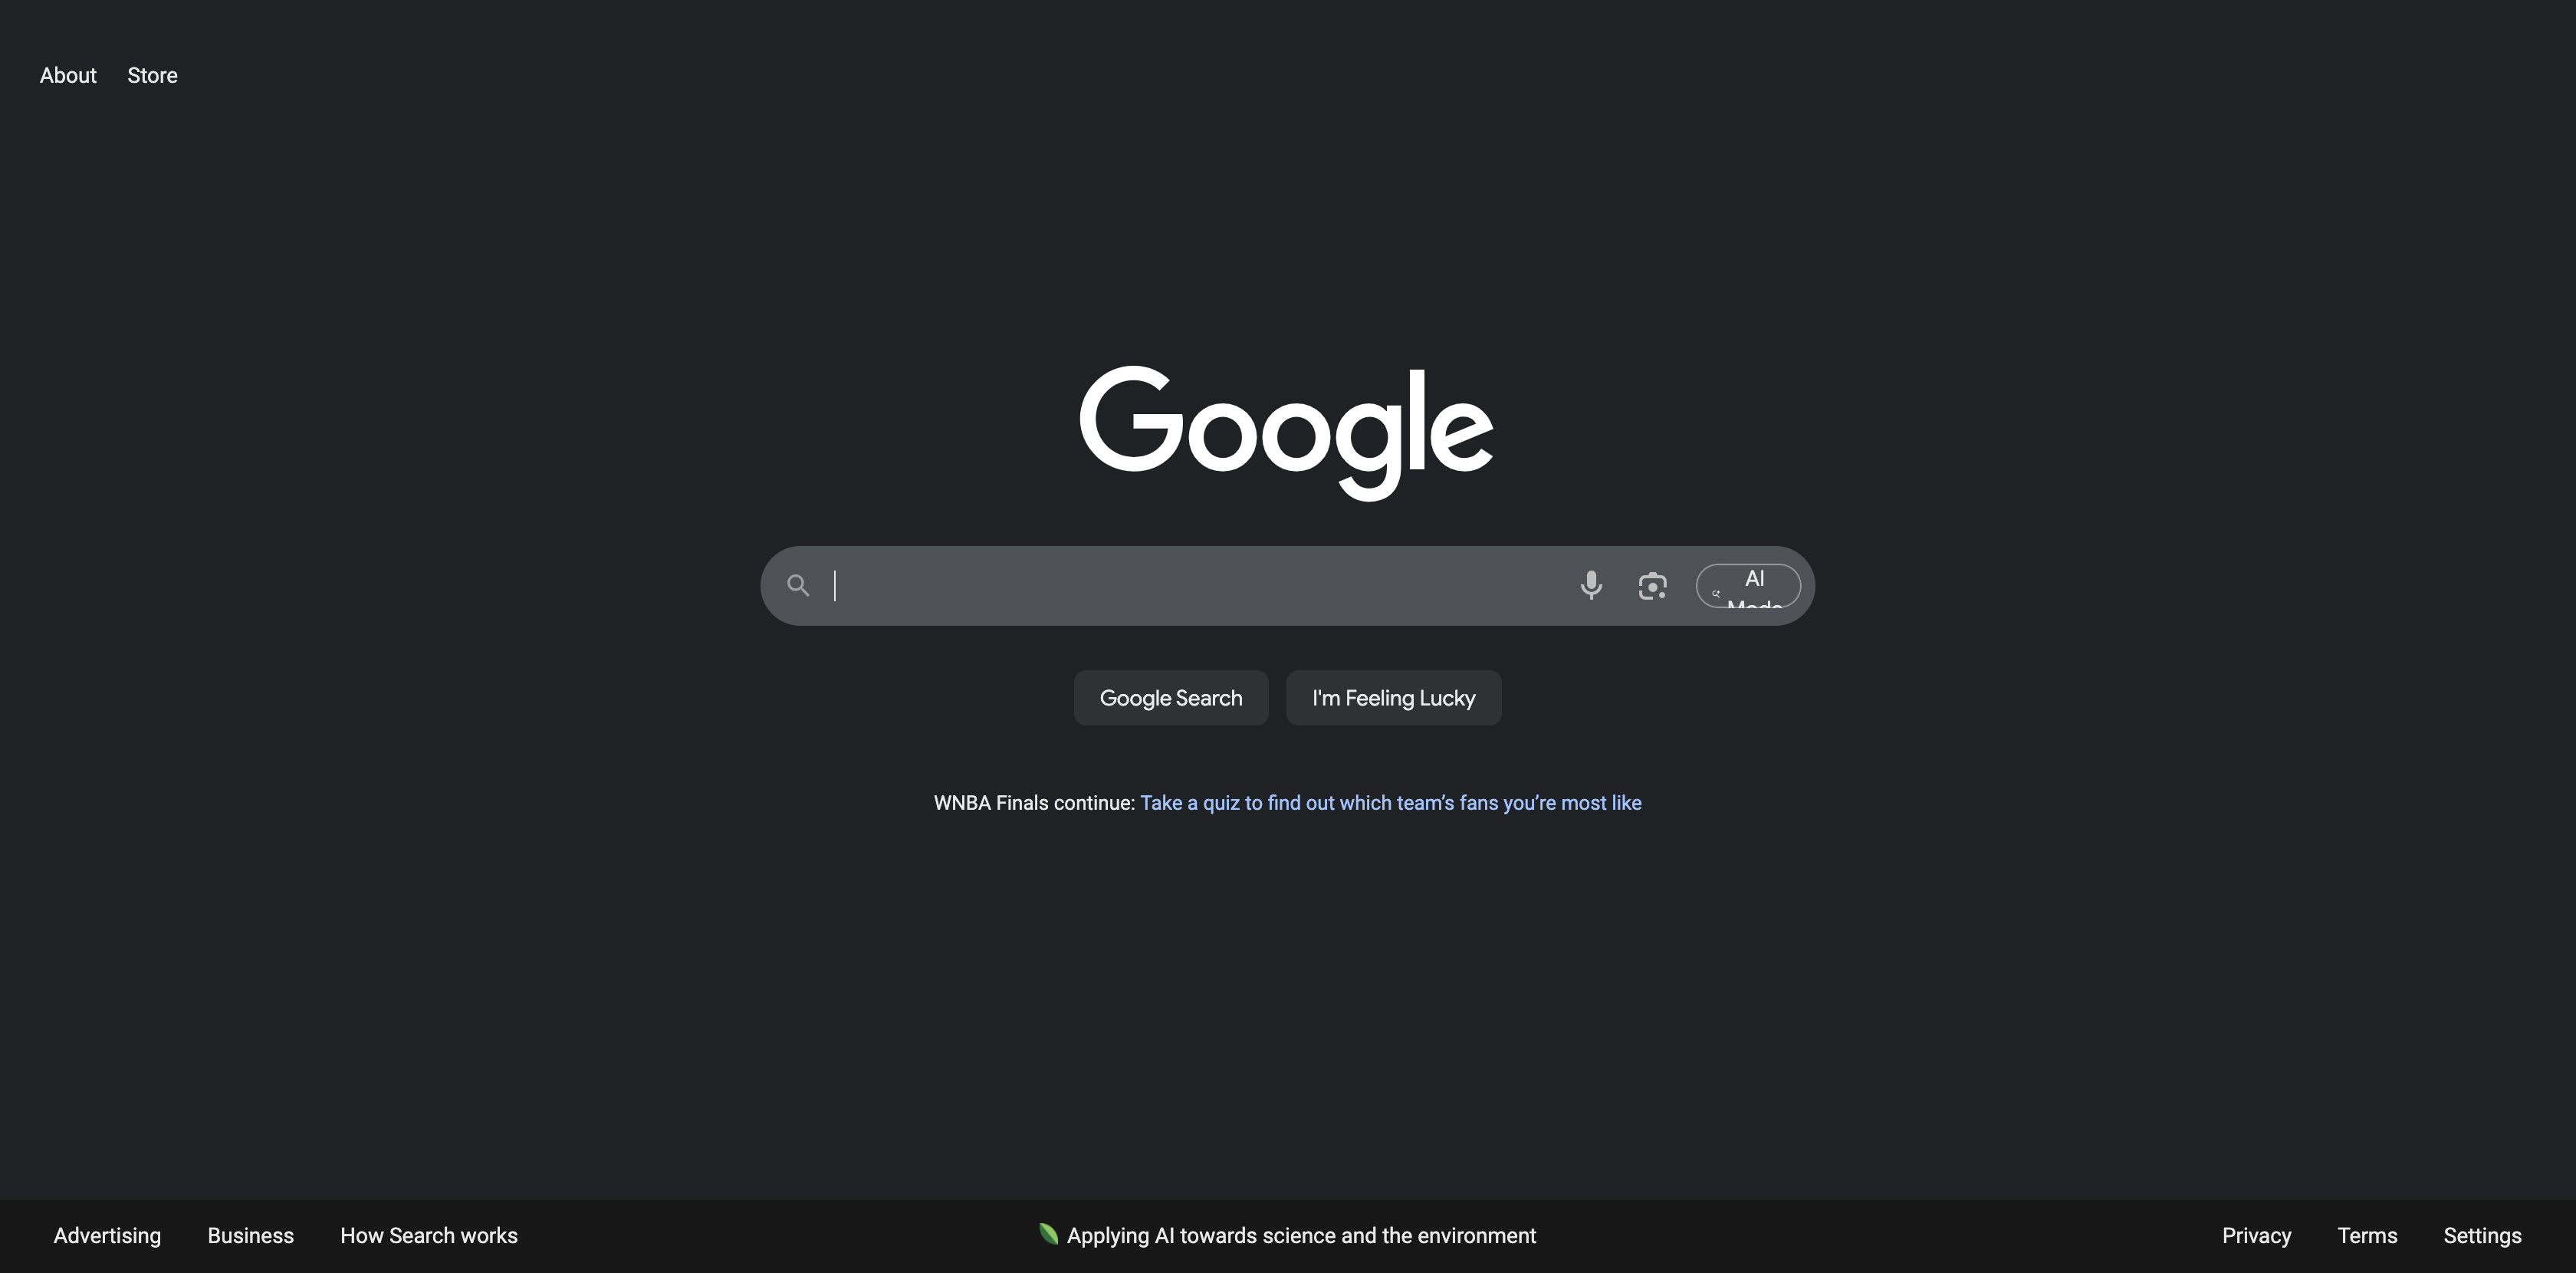 About Store
Google
AI
Mode
Google Search I'm Feeling Lucky
WNBA Finals continue: Take a quiz to find out which team’s fans you’re most like
Advertising Business How Search works Applying AI towards science and the environment Privacy Terms Settings